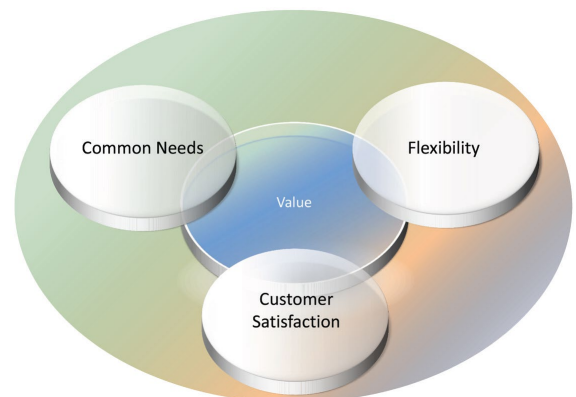 Common Needs
Flexibility
Value
Customer
Satisfaction